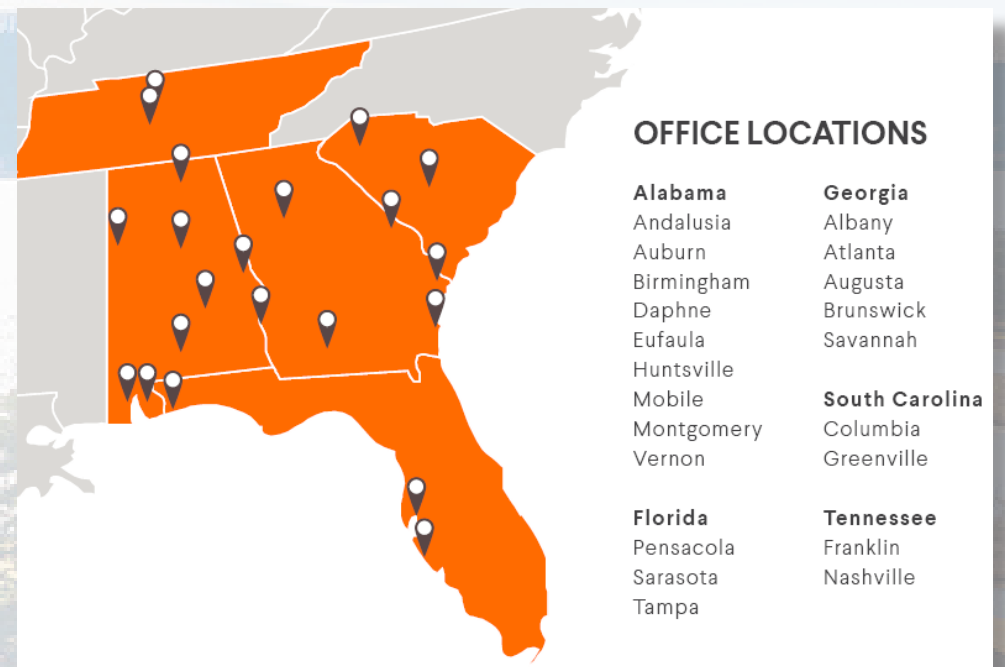 OFFICE LOCATIONS
Alabama
Andalusia
Auburn
Birmingham
Daphne
Eufaula
Huntsville
Mobile
Montgomery
Vernon
Florida
Pensacola
Sarasota
Tampa
Georgia
Albany
Atlanta
Augusta
Brunswick
Savannah
South Carolina
Columbia
Greenville
Tennessee
Franklin
Nashville